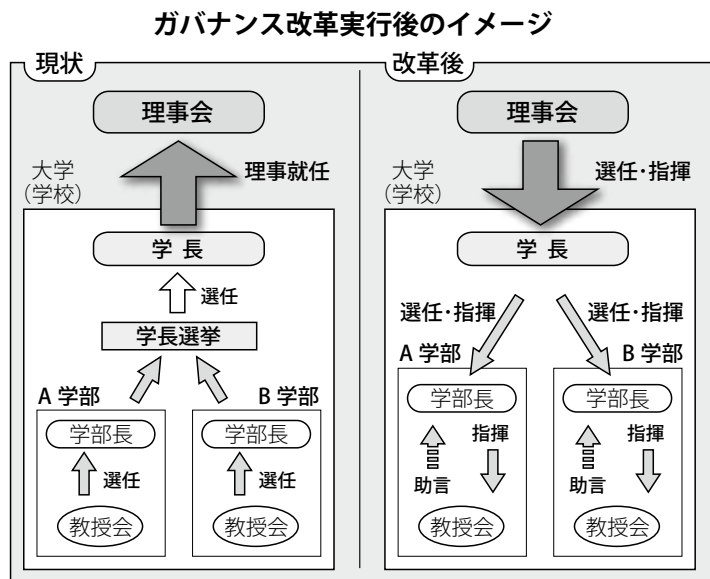 ガバナンス改革実行後のイメージ
現状
理事会
大学
(学校)
理事就任
学 長
選任
学長選挙
A 学部
B 学部
学部長
学部長
選任
選任
教授会
教授会
改革後
理事会
大学
(学校)
選任・指揮
学 長
選任・指揮
選任・指揮
A 学部
B 学部
学部長
学部長
指揮
指揮
助言
助言
教授会
教授会